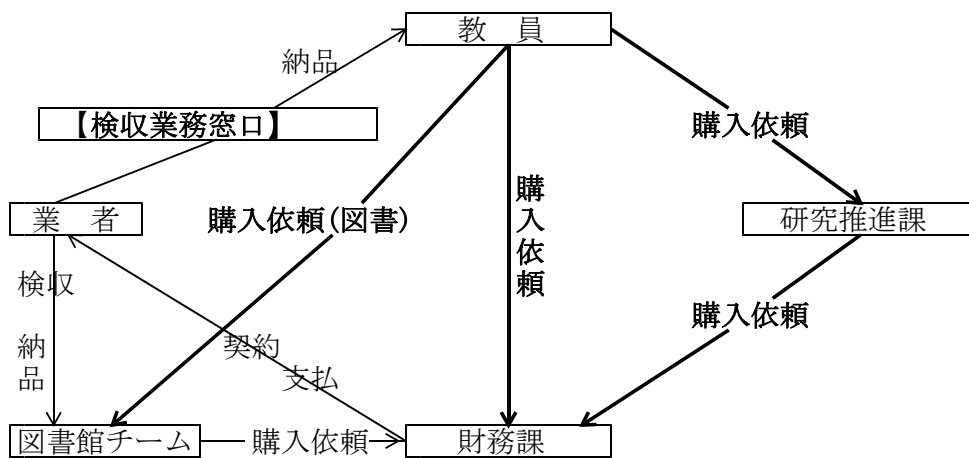 教　員
納品
【検収業務窓口】
購入依頼
業　者
購入依頼(図書)
購入依頼
研究推進課
検収
購入依頼
納品
契約
支払
図書館チーム
購入依頼
財務課